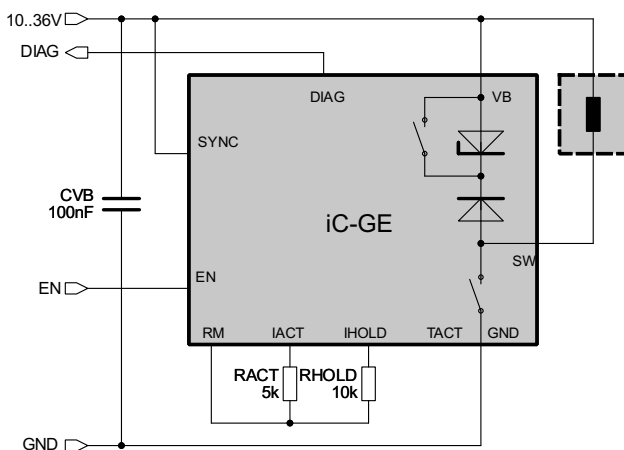 10..36V
DIAG
DIAG
VB
SYNC
CVB
100nF
iC-GE
SW
EN
EN
RM IACT IHOLD TACT GND
RACT RHOLD
5k 10k
GND